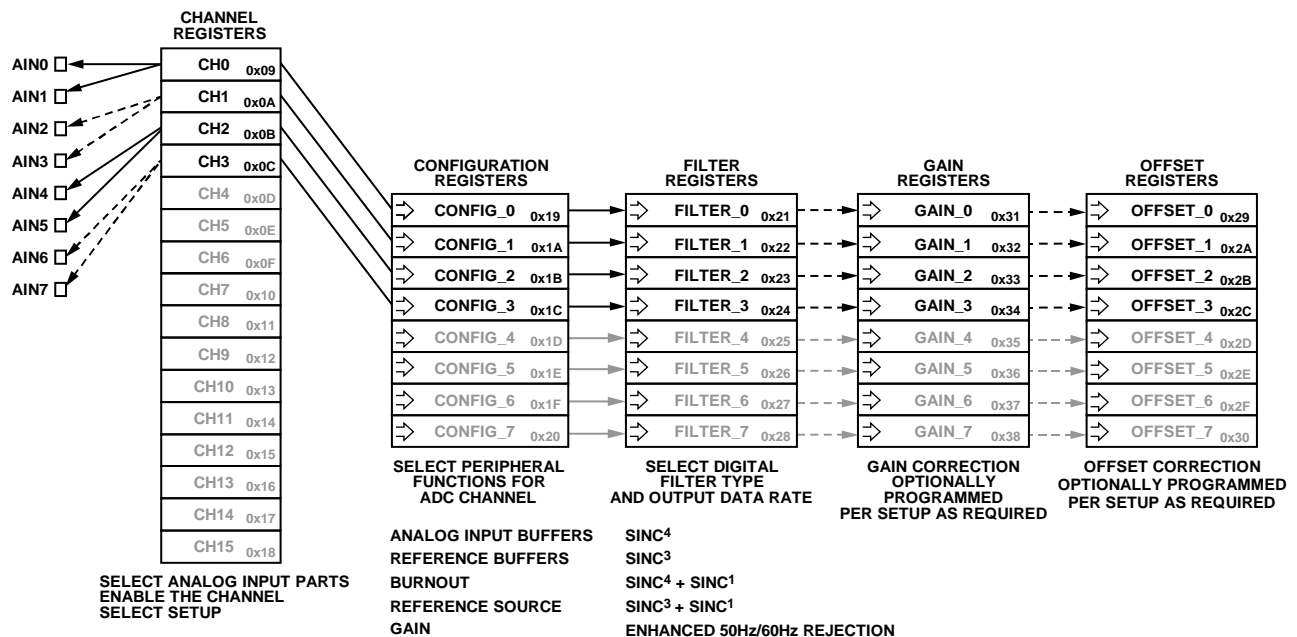 CHANNEL
REGISTERS
AIN0
AIN1
AIN2
AIN3
AIN4
AIN5
AIN6
AIN7
CH0 0x09
CH1 0x0A
CH2 0x0B
CH3 0x0C
CH4 0x0D
CH5 0x0E
CH6 0x0F
CH7 0x10
CH8 0x11
CH9 0x12
CH10 0x13
CH11 0x14
CH12 0x15
CH13 0x16
CH14 0x17
CH15 0x18
SELECT ANALOG INPUT PARTS
ENABLE THE CHANNEL
SELECT SETUP
CONFIGURATION
REGISTERS
CONFIG_0 0x19
CONFIG_1 0x1A
CONFIG_2 0x1B
CONFIG_3 0x1C
CONFIG_4 0x1D
CONFIG_5 0x1E
CONFIG_6 0x1F
CONFIG_7 0x20
SELECT PERIPHERAL
FUNCTIONS FOR
ADC CHANNEL
ANALOG INPUT BUFFERS
REFERENCE BUFFERS
BURNOUT
REFERENCE SOURCE
GAIN
FILTER
REGISTERS
FILTER_0 0x21
FILTER_1 0x22
FILTER_2 0x23
FILTER_3 0x24
FILTER_4 0x25
FILTER_5 0x26
FILTER_6 0x27
FILTER_7 0x28
SELECT DIGITAL
FILTER TYPE
AND OUTPUT DATA RATE
SINC4
SINC3
SINC4 + SINC1
SINC3 + SINC1
ENHANCED 50Hz/60Hz REJECTION
GAIN
REGISTERS
GAIN_0 0x31
GAIN_1 0x32
GAIN_2 0x33
GAIN_3 0x34
GAIN_4 0x35
GAIN_5 0x36
GAIN_6 0x37
GAIN_7 0x38
GAIN CORRECTION
OPTIONALLY
PROGRAMMED
PER SETUP AS REQUIRED
OFFSET
REGISTERS
OFFSET_0 0x29
OFFSET_1 0x2A
OFFSET_2 0x2B
OFFSET_3 0x2C
OFFSET_4 0x2D
OFFSET_5 0x2E
OFFSET_6 0x2F
OFFSET_7 0x30
OFFSET CORRECTION
OPTIONALLY PROGRAMMED
PER SETUP AS REQUIRED